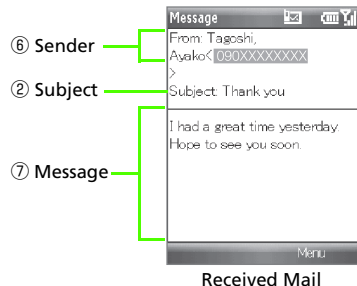 Message
⑥ Sender
From: Tagoshi,
Ayako< 090XXXXXXXX
>
② Subject
Subject: Thank you
⑦ Message
I had a great time yesterday.
Hope to see you soon.
Menu
Received Mail